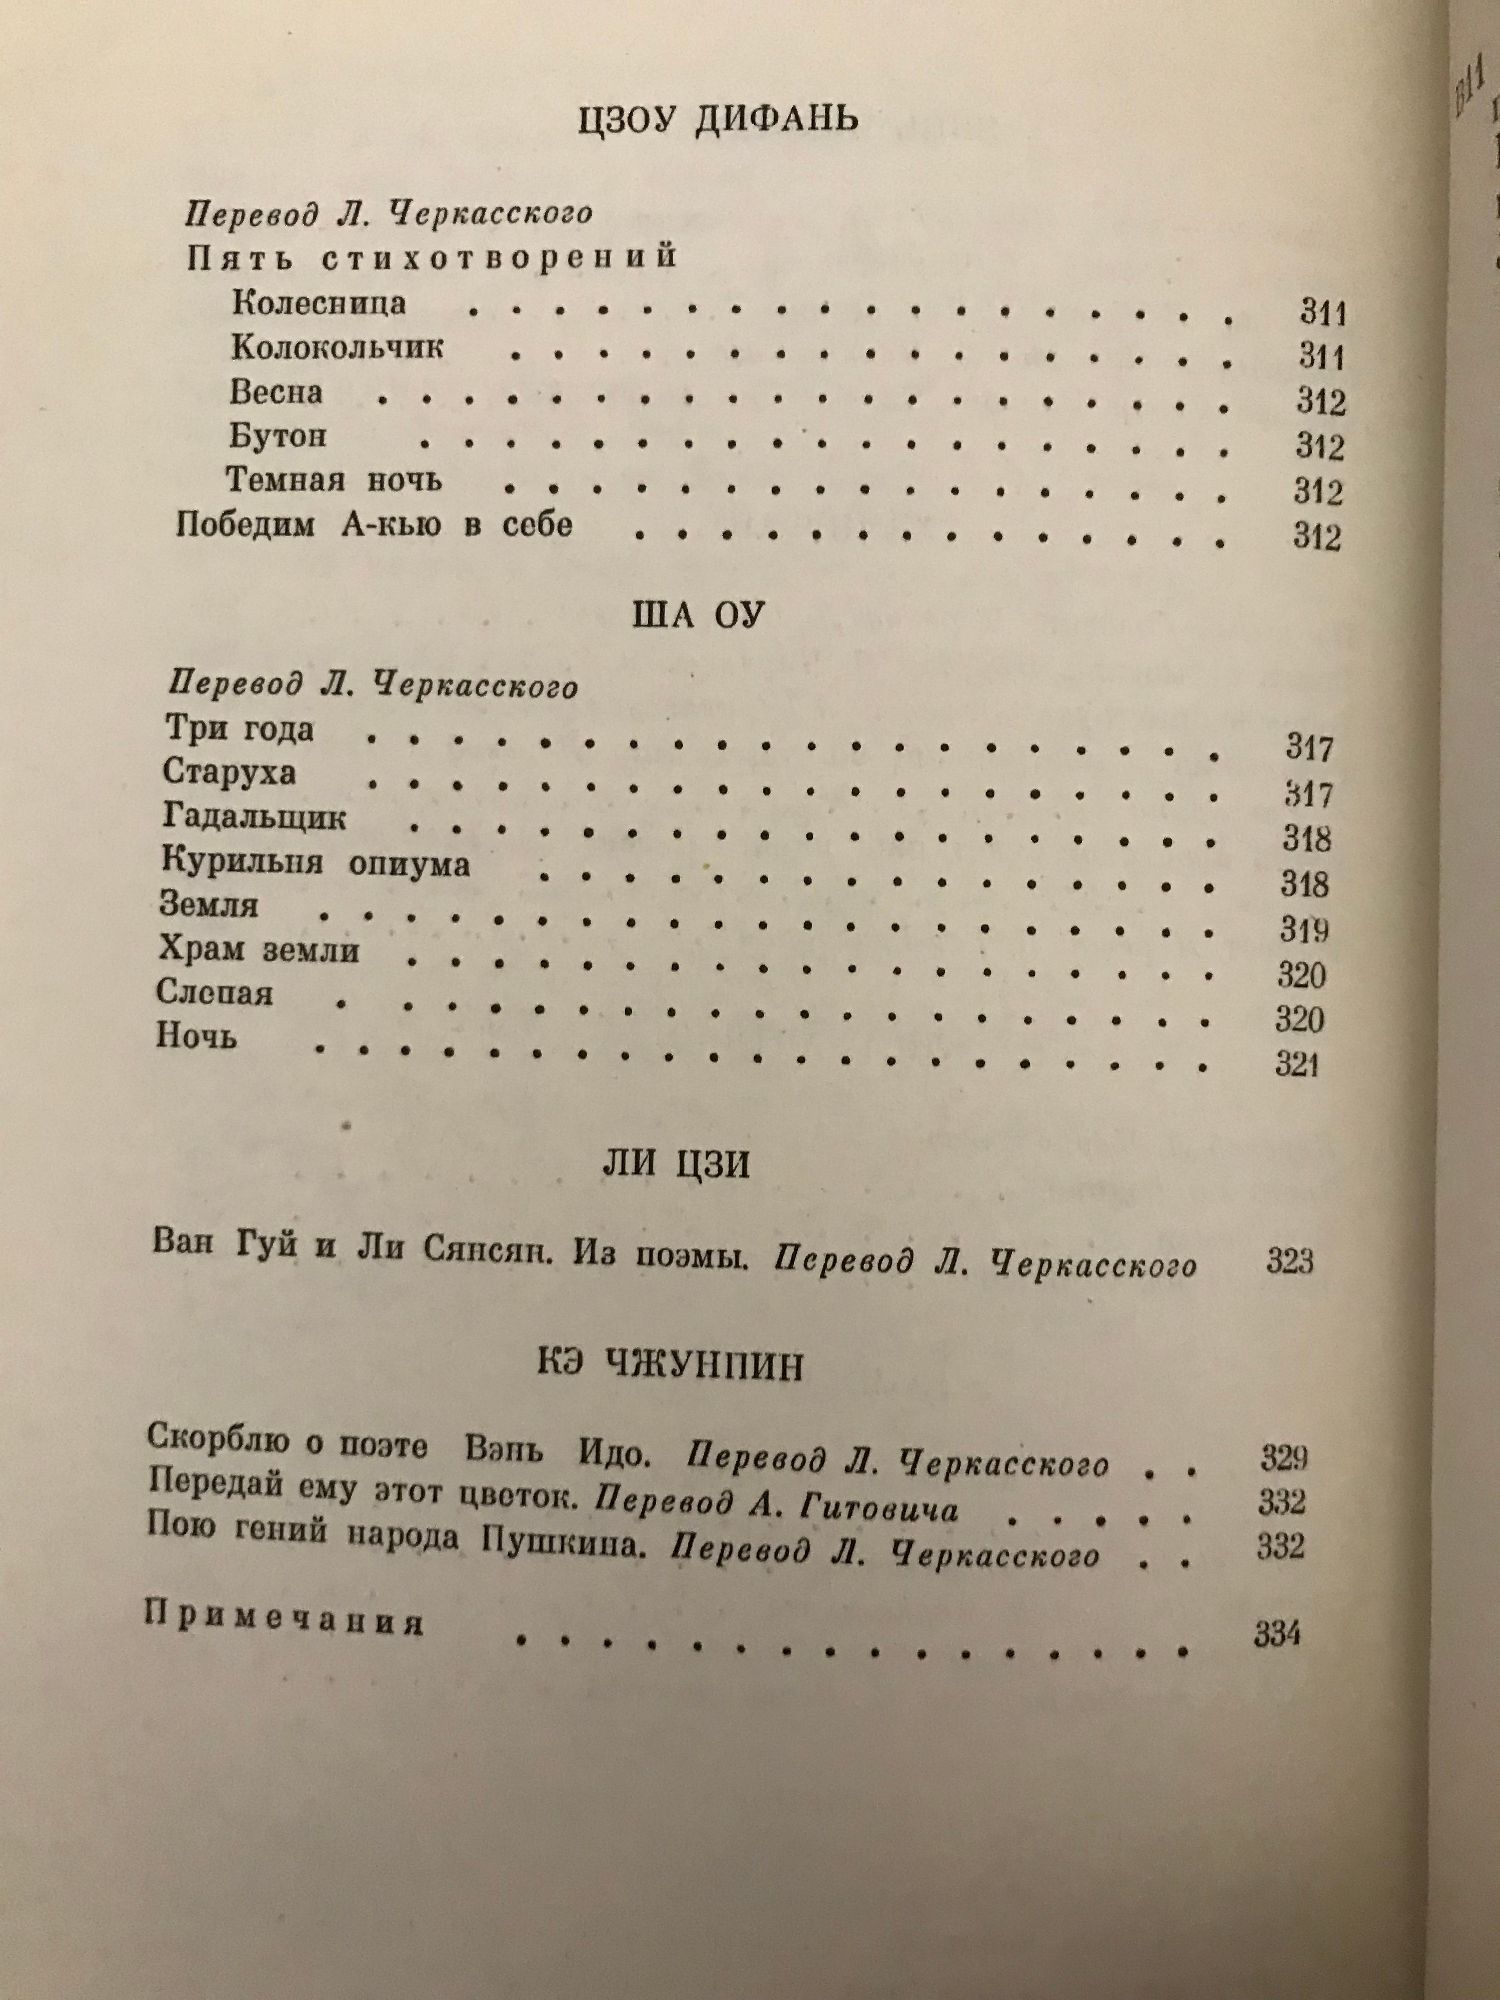 ЦЗОУ ДИФАНЬ
Перевод Л. Черкасского
Пять стихотворений
Колесница . . . . . . . . . . . . . . . . . . 311
Колокольчик . . . . . . . . . . . . . . . . . 311
Весна . . . . . . . . . . . . . . . . . . . . 312
Бутон . . . . . . . . . . . . . . . . . . . 312
Темная ночь . . . . . . . . . . . . . . . . . 312
Победим А-кью в себе . . . . . . . . . . . . . . 312
ША ОУ
Перевод Л. Черкасского
Три года . . . . . . . . . . . . . . . . . . . . 317
Старуха . . . . . . . . . . . . . . . . . . . . 317
Гадальщик . . . . . . . . . . . . . . . . . . . 318
Курильня опиума . . . . . . . . . . . . . . . . 318
Земля . . . . . . . . . . . . . . . . . . . . . 319
Храм земли . . . . . . . . . . . . . . . . . . . 320
Слепая . . . . . . . . . . . . . . . . . . . . 320
Ночь . . . . . . . . . . . . . . . . . . . . . 321
ЛИ ЦЗИ
Ван Гуй и Ли Сянсян. Из поэмы. Перевод Л. Черкасского 323
КЭ ЧЖУНПИН
Скорблю о поэте Вэнь Идо. Перевод Л. Черкасского . . 329
Передай ему этот цветок. Перевод А. Гитовича . . . . . 332
Пою гений народа Пушкина. Перевод Л. Черкасского . . 332
Примечания . . . . . . . . . . . . . . . . 334